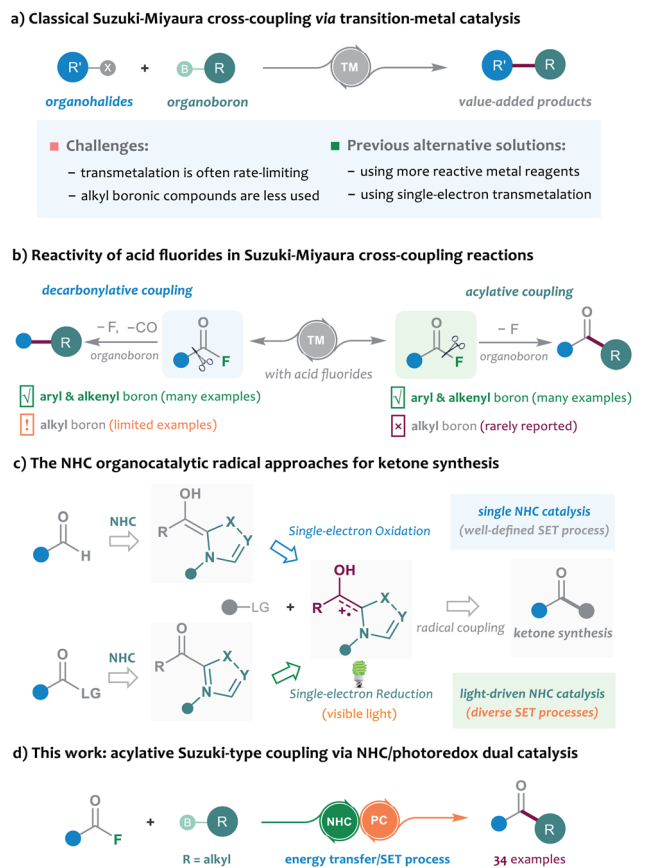 a) Classical Suzuki-Miyaura cross-coupling via transition-metal catalysis
R' X + B R TM R' R
organohalides organoboron value-added products
Challenges: Previous alternative solutions:
– transmetalation is often rate-limiting – using more reactive metal reagents
– alkyl boronic compounds are less used – using single-electron transmetalation
b) Reactivity of acid fluorides in Suzuki-Miyaura cross-coupling reactions
decarbonylative coupling acylative coupling
O O O
R – F, –CO F TM F – F R
organoboron with acid fluorides organoboron
√ aryl & alkenyl boron (many examples) √ aryl & alkenyl boron (many examples)
! alkyl boron (limited examples) × alkyl boron (rarely reported)
c) The NHC organocatalytic radical approaches for ketone synthesis
OH
O NHC R X Y N single NHC catalysis
H Single-electron Oxidation (well-defined SET process)
OH
LG + R X Y N +• O
radical coupling ketone synthesis
O NHC O R X Y N
LG Single-electron Reduction light-driven NHC catalysis
(visible light) (diverse SET processes)
d) This work: acylative Suzuki-type coupling via NHC/photoredox dual catalysis
O F + B R NHC PC O R
R = alkyl energy transfer/SET process 34 examples